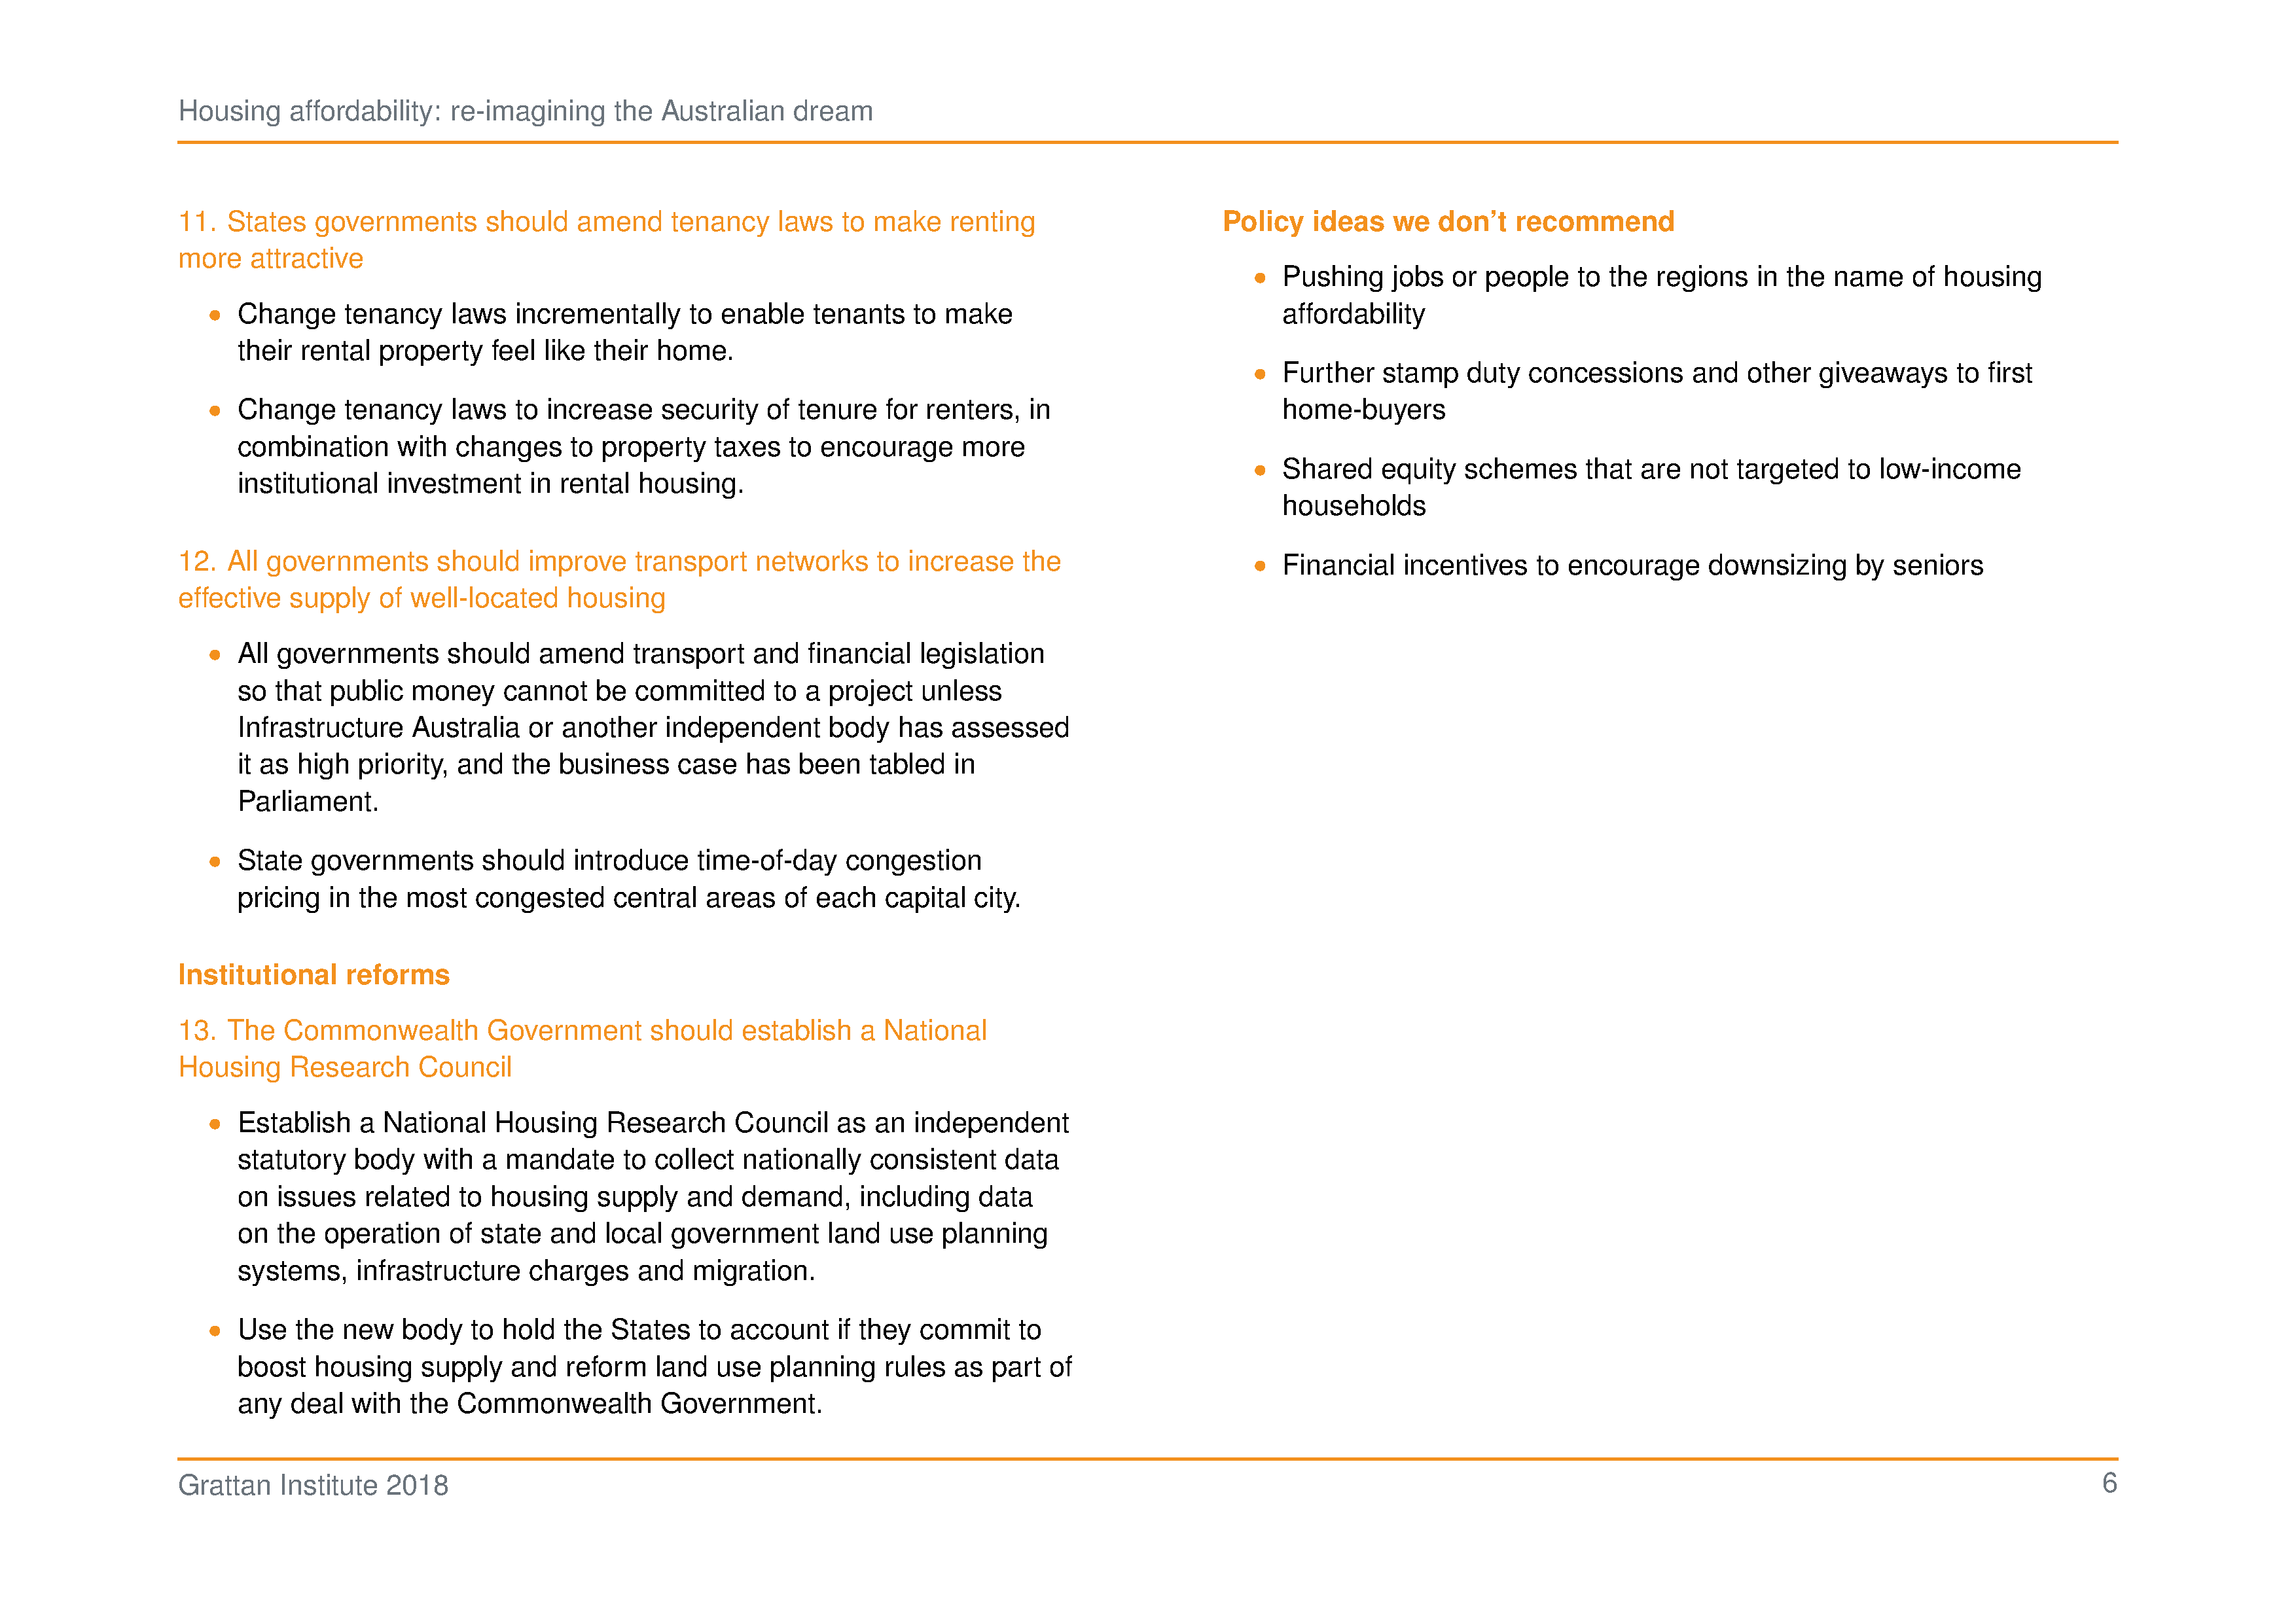 Housing affordability: re-imagining the Australian dream
11. States governments should amend tenancy laws to make renting
more attractive
• Change tenancy laws incrementally to enable tenants to make
their rental property feel like their home.
• Change tenancy laws to increase security of tenure for renters, in
combination with changes to property taxes to encourage more
institutional investment in rental housing.
12. All governments should improve transport networks to increase the
effective supply of well-located housing
• All governments should amend transport and financial legislation
so that public money cannot be committed to a project unless
Infrastructure Australia or another independent body has assessed
it as high priority, and the business case has been tabled in
Parliament.
• State governments should introduce time-of-day congestion
pricing in the most congested central areas of each capital city.
Institutional reforms
13. The Commonwealth Government should establish a National
Housing Research Council
• Establish a National Housing Research Council as an independent
statutory body with a mandate to collect nationally consistent data
on issues related to housing supply and demand, including data
on the operation of state and local government land use planning
systems, infrastructure charges and migration.
• Use the new body to hold the States to account if they commit to
boost housing supply and reform land use planning rules as part of
any deal with the Commonwealth Government.
Policy ideas we don't recommend
• Pushing jobs or people to the regions in the name of housing
affordability
• Further stamp duty concessions and other giveaways to first
home-buyers
• Shared equity schemes that are not targeted to low-income
households
• Financial incentives to encourage downsizing by seniors
Grattan Institute 2018
6